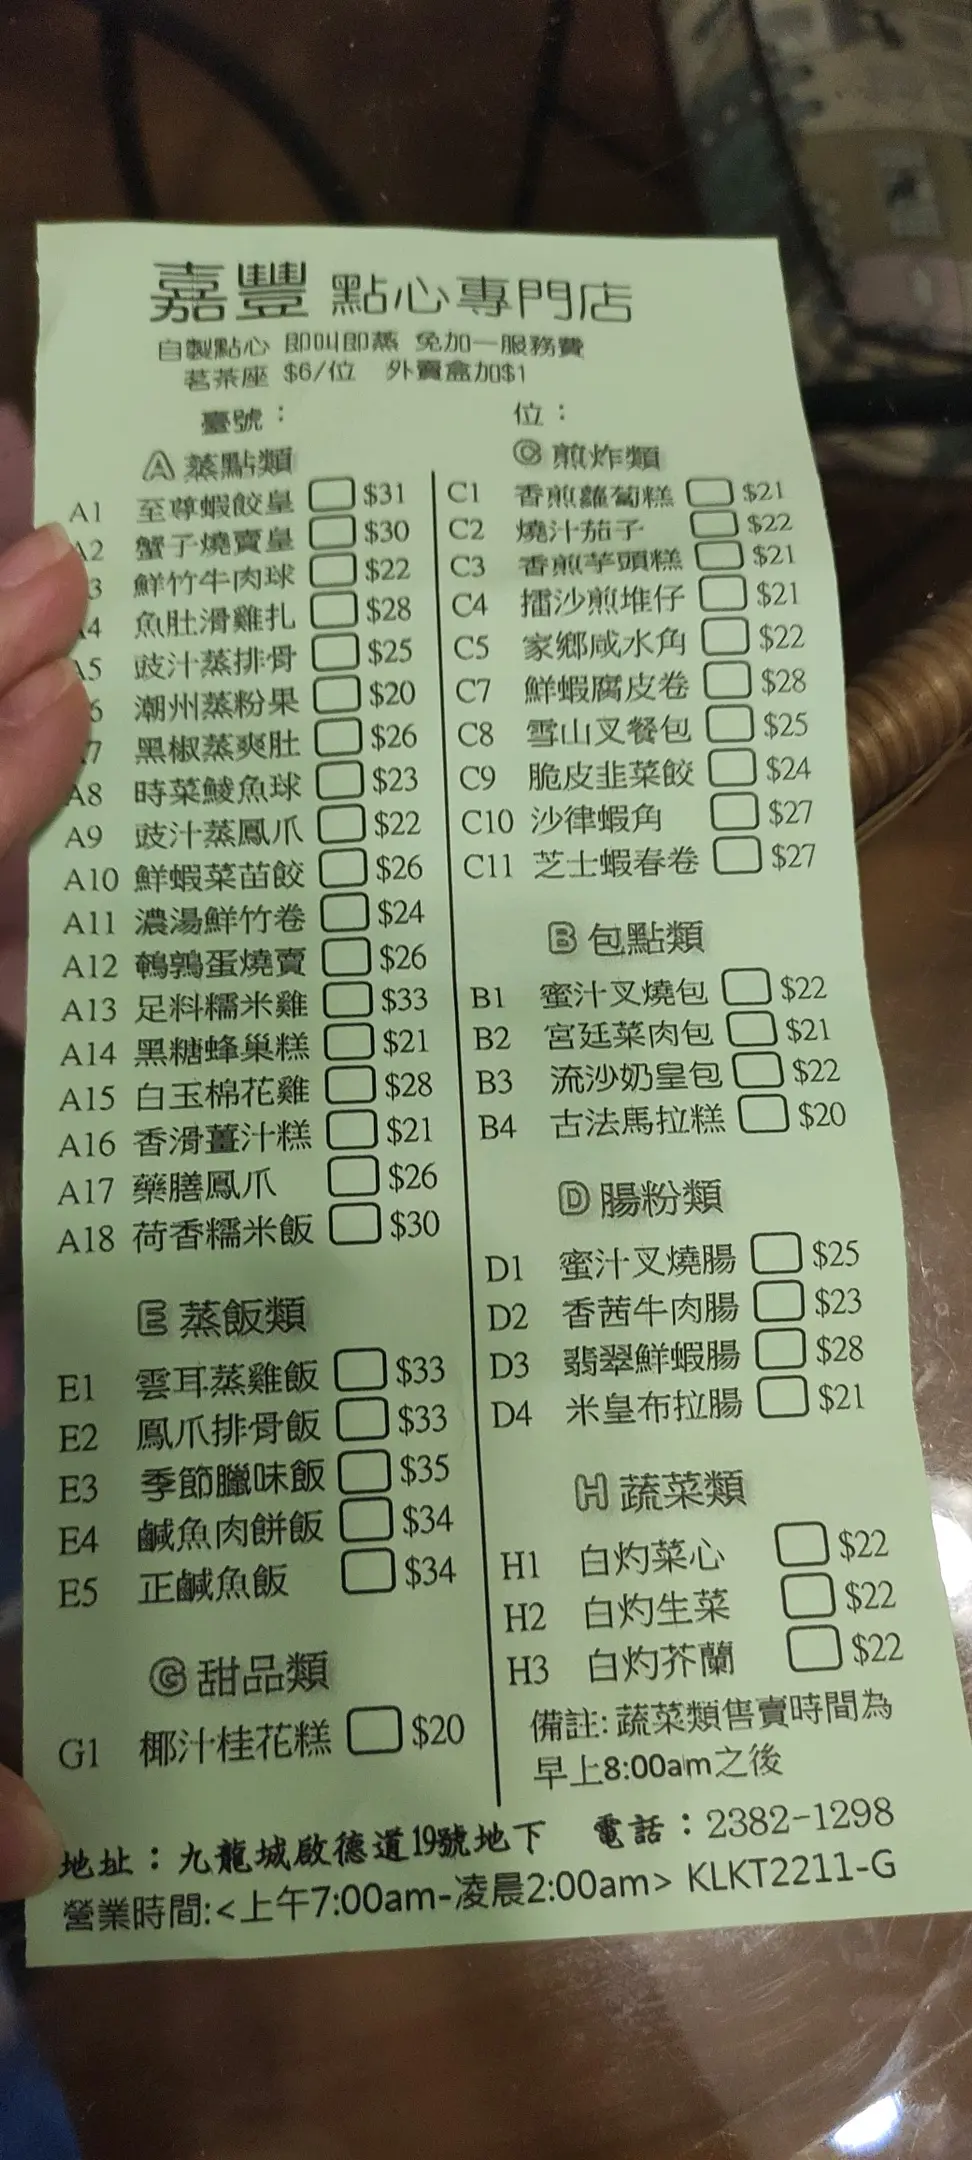 嘉豐 點心專門店
自製點心 即叫即蒸 免加一服務費
茗茶座 $6/位 外賣盒加$1
臺號： 位：
A 蒸點類
A1 至尊蝦餃皇 $31
A2 蟹子燒賣皇 $30
3 鮮竹牛肉球 $22
4 魚肚滑雞扎 $28
A5 豉汁蒸排骨 $25
6 潮州蒸粉果 $20
7 黑椒蒸爽肚 $26
A8 時菜鯪魚球 $23
A9 豉汁蒸鳳爪 $22
A10 鮮蝦菜苗餃 $26
A11 濃湯鮮竹卷 $24
A12 鵪鶉蛋燒賣 $26
A13 足料糯米雞 $33
A14 黑糖蜂巢糕 $21
A15 白玉棉花雞 $28
A16 香滑薑汁糕 $21
A17 藥膳鳳爪 $26
A18 荷香糯米飯 $30
E 蒸飯類
E1 雲耳蒸雞飯 $33
E2 鳳爪排骨飯 $33
E3 季節臘味飯 $35
E4 鹹魚肉餅飯 $34
E5 正鹹魚飯 $34
G 甜品類
G1 椰汁桂花糕 $20
C 煎炸類
C1 香煎蘿蔔糕 $21
C2 燒汁茄子 $22
C3 香煎芋頭糕 $21
C4 擂沙煎堆仔 $21
C5 家鄉咸水角 $22
C7 鮮蝦腐皮卷 $28
C8 雪山叉餐包 $25
C9 脆皮韭菜餃 $24
C10 沙律蝦角 $27
C11 芝士蝦春卷 $27
B 包點類
B1 蜜汁叉燒包 $22
B2 宮廷菜肉包 $21
B3 流沙奶皇包 $22
B4 古法馬拉糕 $20
D 腸粉類
D1 蜜汁叉燒腸 $25
D2 香茜牛肉腸 $23
D3 翡翠鮮蝦腸 $28
D4 米皇布拉腸 $21
H 蔬菜類
H1 白灼菜心 $22
H2 白灼生菜 $22
H3 白灼芥蘭 $22
備註: 蔬菜類售賣時間為
早上8:00am之後
地址：九龍城啟德道19號地下 電話：2382-1298
營業時間:<上午7:00am-凌晨2:00am> KLKT2211-G